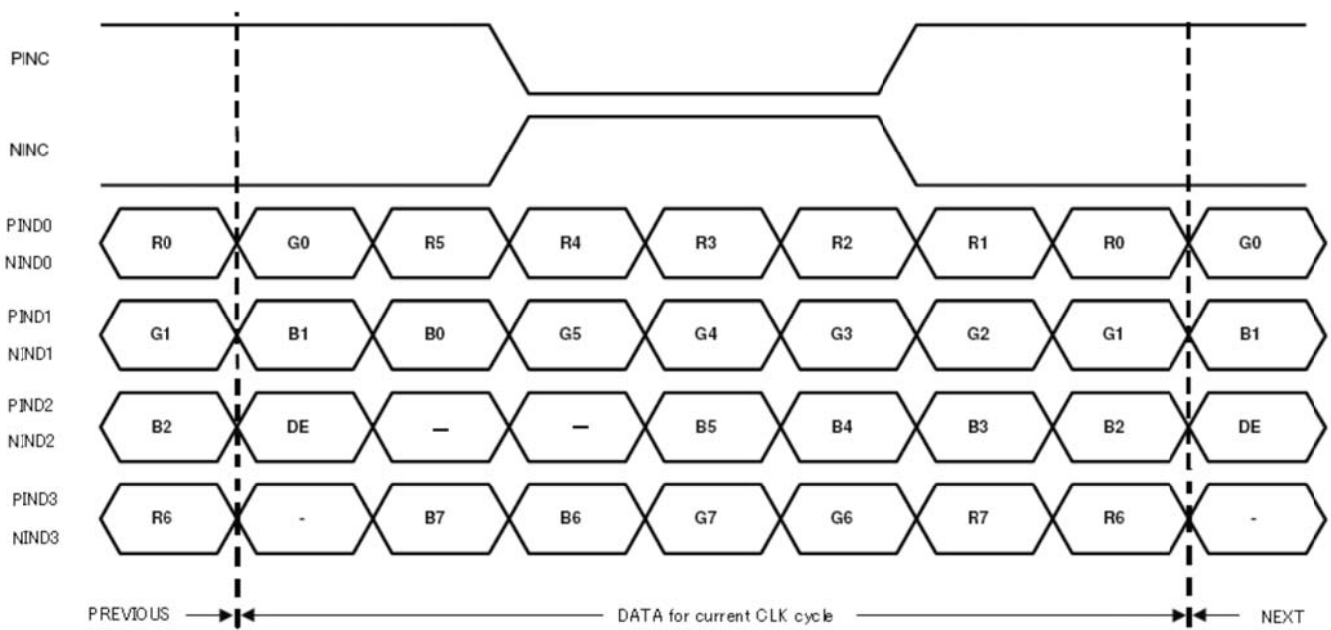 PINC
NINC
PIND0
NIND0
R0 G0 R5 R4 R3 R2 R1 R0 G0
PIND1
NIND1
G1 B1 B0 G5 G4 G3 G2 G1 B1
PIND2
NIND2
B2 DE — — B5 B4 B3 B2 DE
PIND3
NIND3
R6 - B7 B6 G7 G6 R7 R6 -
PREVIOUS DATA for current CLK cycle NEXT